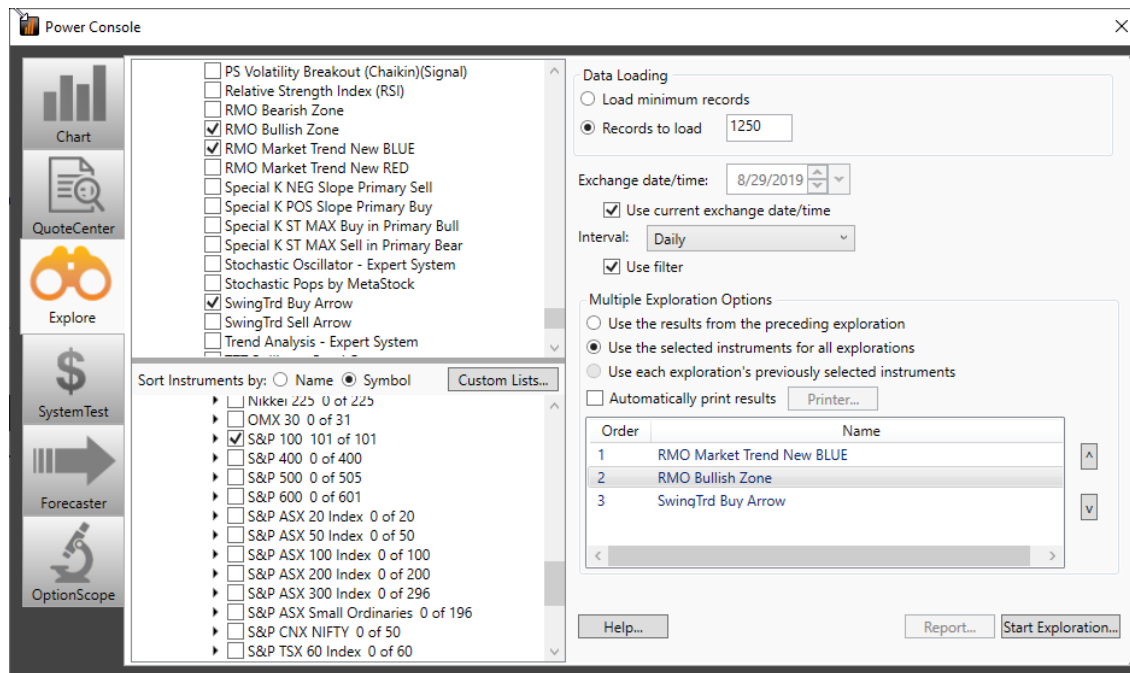 Power Console
Chart
QuoteCenter
Explore
SystemTest
Forecaster
OptionScope
PS Volatility Breakout (Chaikin)(Signal)
Relative Strength Index (RSI)
RMO Bearish Zone
RMO Bullish Zone
RMO Market Trend New BLUE
RMO Market Trend New RED
Special K NEG Slope Primary Sell
Special K POS Slope Primary Buy
Special K ST MAX Buy in Primary Bull
Special K ST MAX Sell in Primary Bear
Stochastic Oscillator - Expert System
Stochastic Pops by MetaStock
SwingTrd Buy Arrow
SwingTrd Sell Arrow
Trend Analysis - Expert System
Sort Instruments by: Name Symbol Custom Lists...
Nikkei 225 0 of 225
OMX 30 0 of 31
S&P 100 101 of 101
S&P 400 0 of 400
S&P 500 0 of 505
S&P 600 0 of 601
S&P ASX 20 Index 0 of 20
S&P ASX 50 Index 0 of 50
S&P ASX 100 Index 0 of 100
S&P ASX 200 Index 0 of 200
S&P ASX 300 Index 0 of 296
S&P ASX Small Ordinaries 0 of 196
S&P CNX NIFTY 0 of 50
S&P TSX 60 Index 0 of 60
Data Loading
Load minimum records
Records to load 1250
Exchange date/time: 8/29/2019
Use current exchange date/time
Interval: Daily
Use filter
Multiple Exploration Options
Use the results from the preceding exploration
Use the selected instruments for all explorations
Use each exploration's previously selected instruments
Automatically print results Printer...
Order Name
1 RMO Market Trend New BLUE
2 RMO Bullish Zone
3 SwingTrd Buy Arrow
Help... Report... Start Exploration...